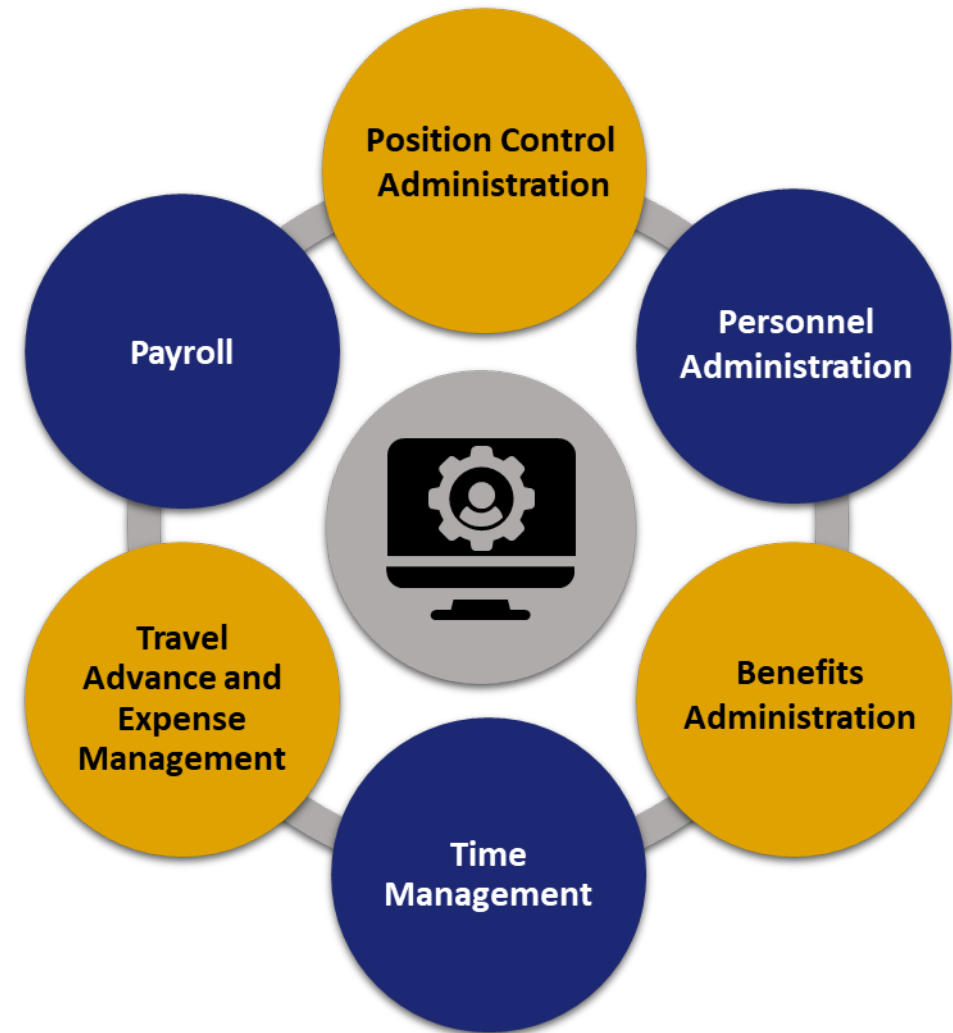 Position Control
Administration
Personnel
Administration
Benefits
Administration
Time
Management
Travel
Advance and
Expense
Management
Payroll